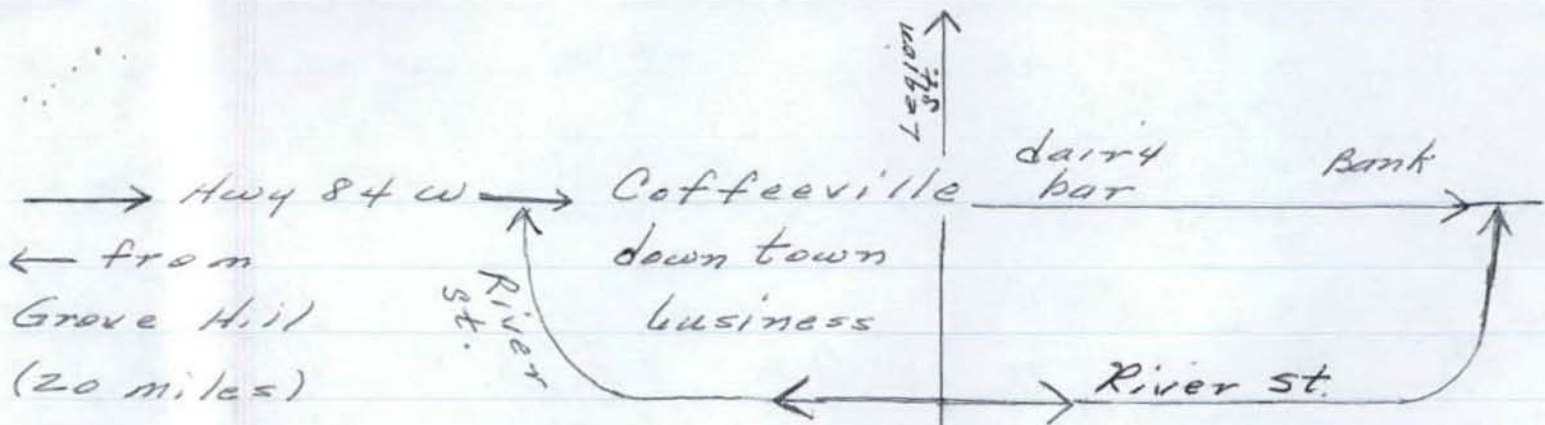 Legion
St.
dairy
bar
Bank
Hwy 84 W
Coffeeville
← from
down town
Grove Hill
River
St.
business
(20 miles)
River st.